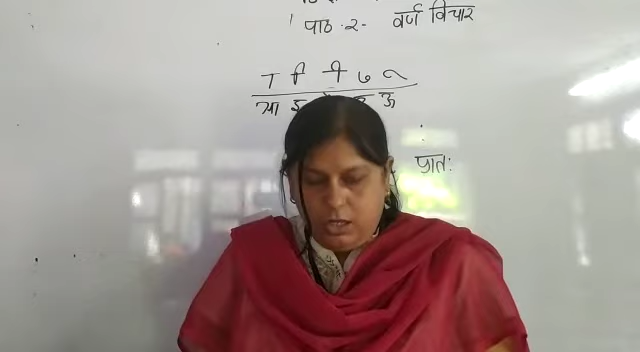 पाठ -२- वर्ण विचार
ा ि ी ु ू
आ इ ऊ
:
प्रातः